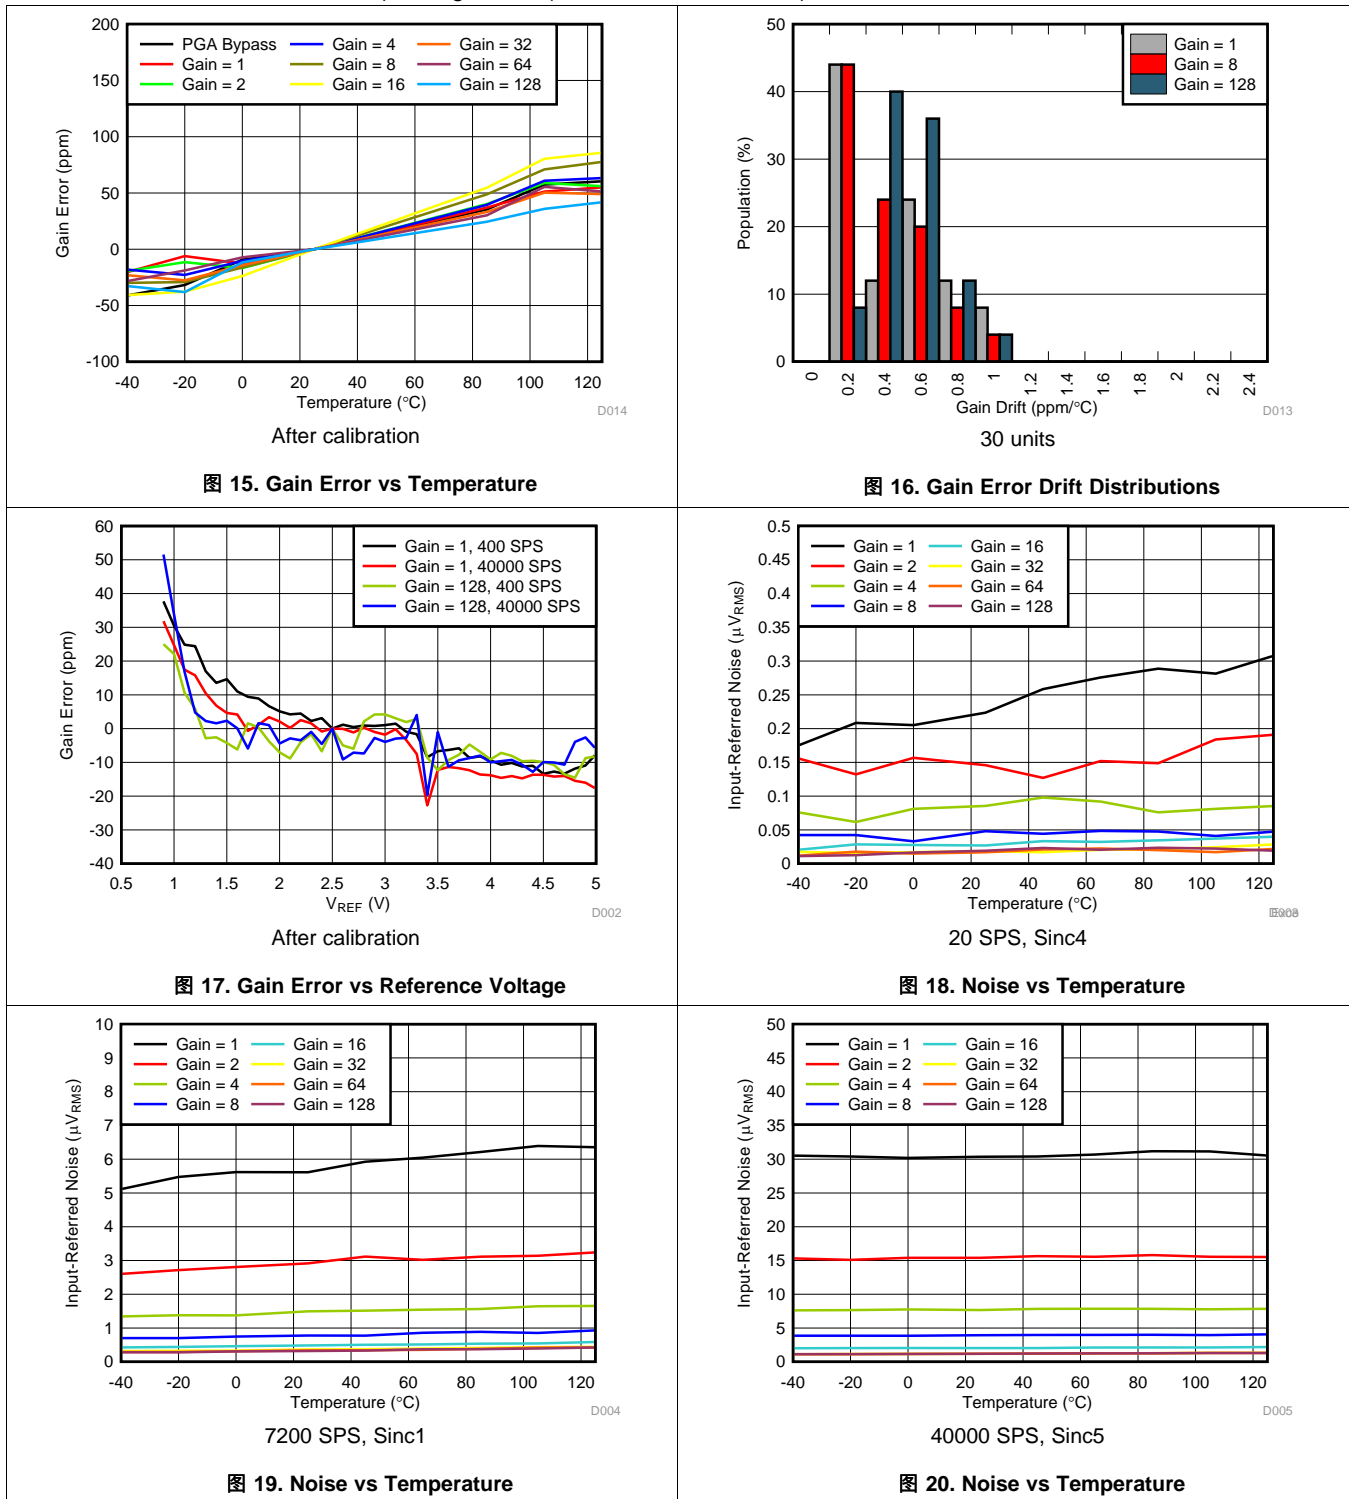 200
150
100
50
0
-50
-100
Gain Error (ppm)
PGA Bypass
Gain = 1
Gain = 2
Gain = 4
Gain = 8
Gain = 16
Gain = 32
Gain = 64
Gain = 128
-40 -20 0 20 40 60 80 100 120
Temperature (°C)
D014
After calibration
图 15. Gain Error vs Temperature
50
40
30
20
10
0
Population (%)
Gain = 1
Gain = 8
Gain = 128
0 0.2 0.4 0.6 0.8 1 1.2 1.4 1.6 1.8 2 2.2 2.4
Gain Drift (ppm/°C)
D013
30 units
图 16. Gain Error Drift Distributions
60
50
40
30
20
10
0
-10
-20
-30
-40
Gain Error (ppm)
Gain = 1, 400 SPS
Gain = 1, 40000 SPS
Gain = 128, 400 SPS
Gain = 128, 40000 SPS
0.5 1 1.5 2 2.5 3 3.5 4 4.5 5
VREF (V)
D002
After calibration
图 17. Gain Error vs Reference Voltage
0.5
0.45
0.4
0.35
0.3
0.25
0.2
0.15
0.1
0.05
0
Input-Referred Noise (μVRMS)
Gain = 1
Gain = 2
Gain = 4
Gain = 8
Gain = 16
Gain = 32
Gain = 64
Gain = 128
-40 -20 0 20 40 60 80 100 120
Temperature (°C)
20 SPS, Sinc4
图 18. Noise vs Temperature
10
9
8
7
6
5
4
3
2
1
0
Input-Referred Noise (μVRMS)
Gain = 1
Gain = 2
Gain = 4
Gain = 8
Gain = 16
Gain = 32
Gain = 64
Gain = 128
-40 -20 0 20 40 60 80 100 120
Temperature (°C)
D004
7200 SPS, Sinc1
图 19. Noise vs Temperature
50
45
40
35
30
25
20
15
10
5
0
Input-Referred Noise (μVRMS)
Gain = 1
Gain = 2
Gain = 4
Gain = 8
Gain = 16
Gain = 32
Gain = 64
Gain = 128
-40 -20 0 20 40 60 80 100 120
Temperature (°C)
D005
40000 SPS, Sinc5
图 20. Noise vs Temperature